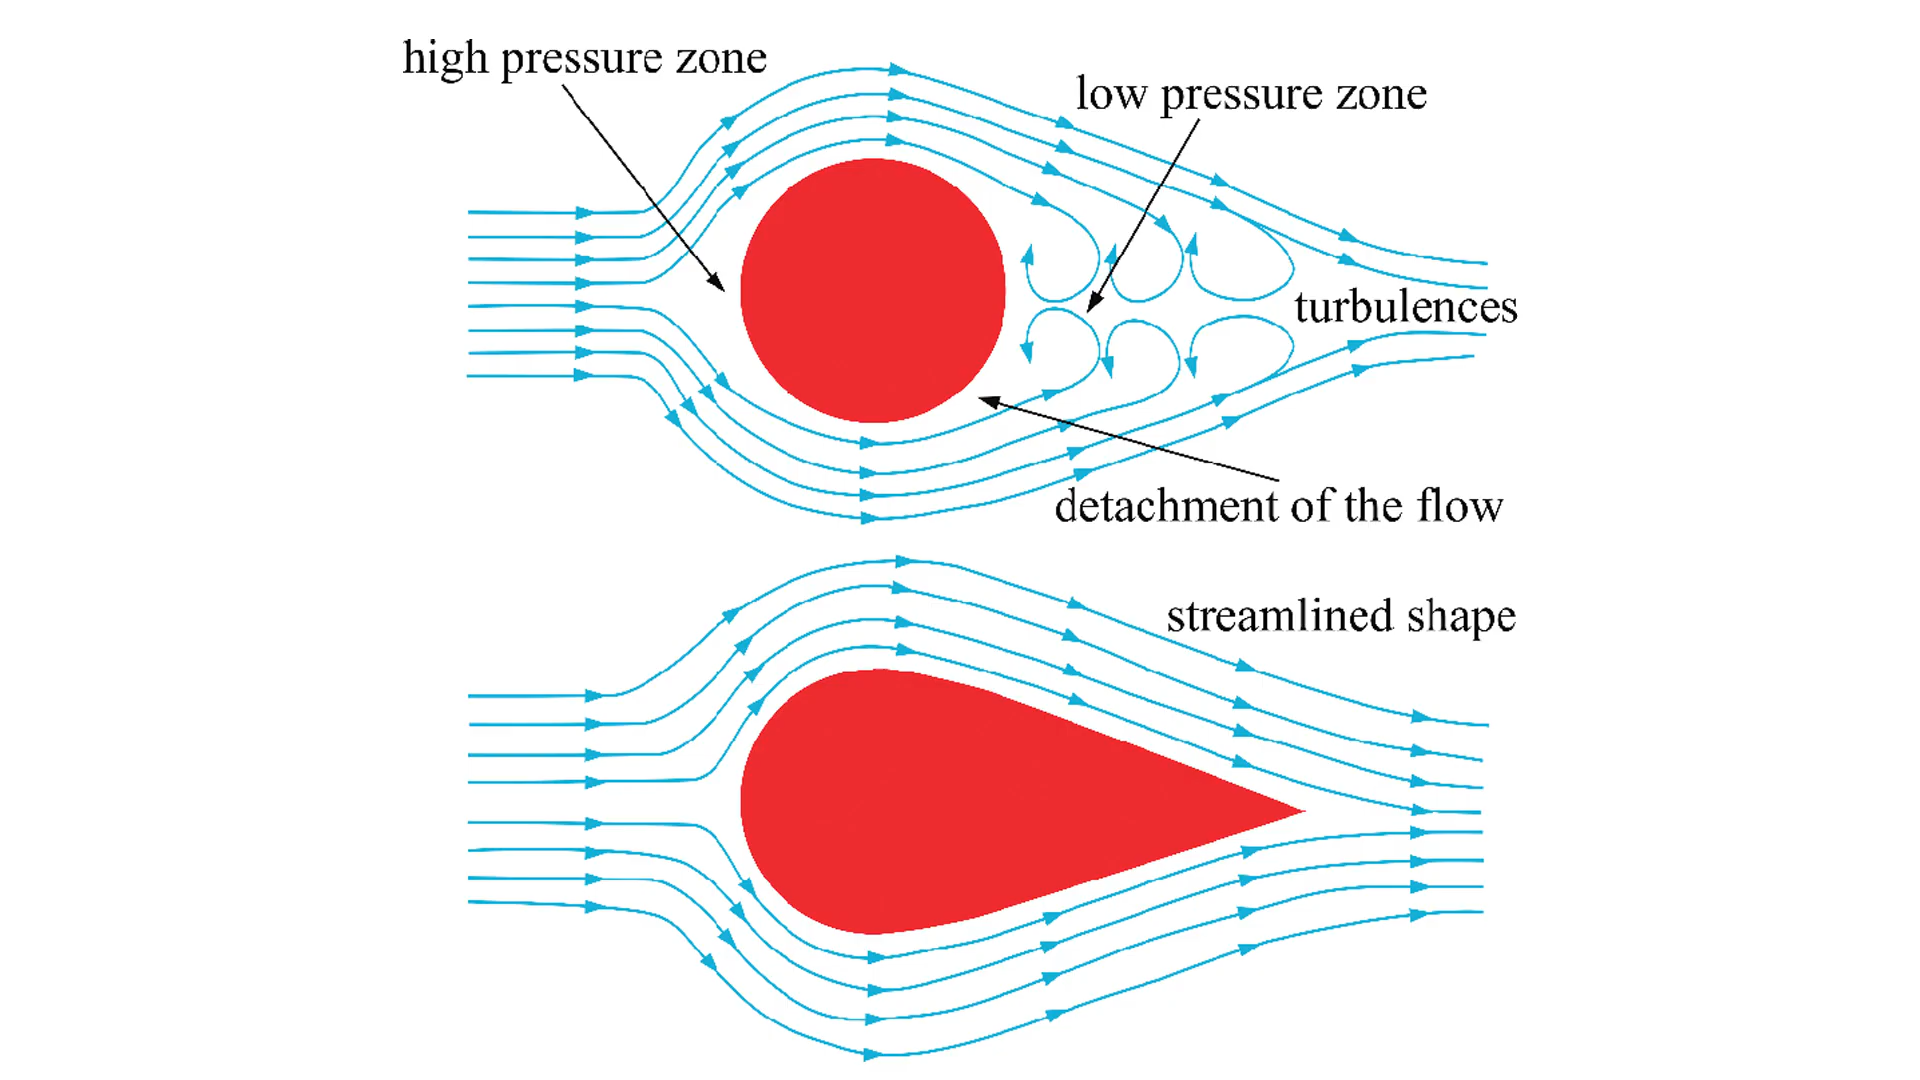 high pressure zone
low pressure zone
turbulences
detachment of the flow
streamlined shape